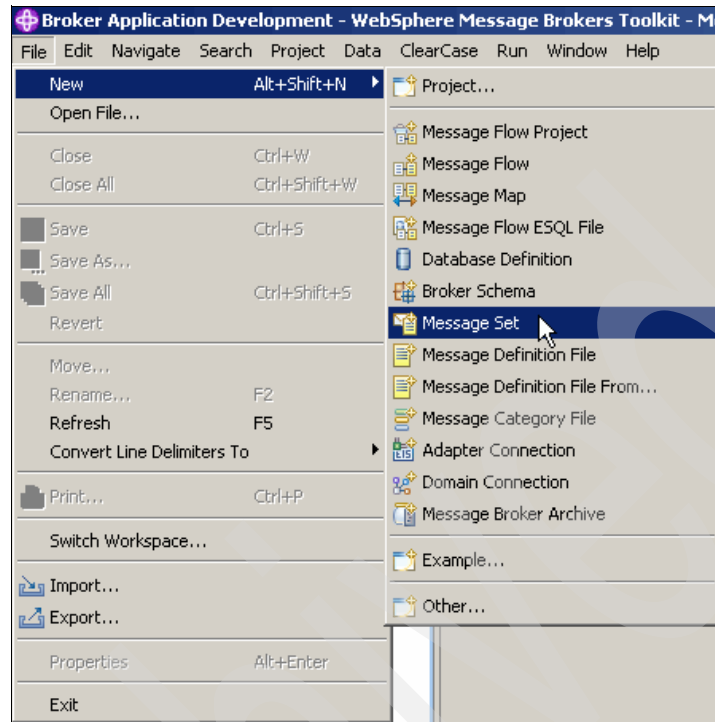 Broker Application Development - WebSphere Message Brokers Toolkit - M
File Edit Navigate Search Project Data ClearCase Run Window Help
New Alt+Shift+N
Open File...
Close Ctrl+W
Close All Ctrl+Shift+W
Save Ctrl+S
Save As...
Save All Ctrl+Shift+S
Revert
Move...
Rename... F2
Refresh F5
Convert Line Delimiters To
Print... Ctrl+P
Switch Workspace...
Import...
Export...
Properties Alt+Enter
Exit
Project...
Message Flow Project
Message Flow
Message Map
Message Flow ESQL File
Database Definition
Broker Schema
Message Set
Message Definition File
Message Definition File From...
Message Category File
EIS Adapter Connection
Domain Connection
Message Broker Archive
Example...
Other...